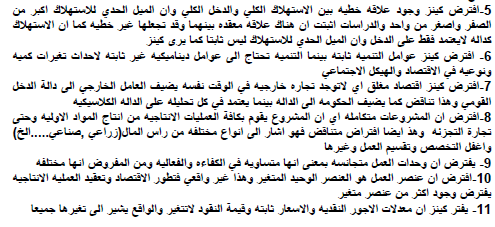 5-افترض كينز وجود علاقه خطيه بين الاستهلاك الكلي والدخل الكلي وان الميل الحدي للاستهلاك اكبر من
الصفر واصغر من واحد والدراسات اثبتت ان هناك علاقه معقده بينهما وقد تجعلها غير خطيه كما ان الاستهلاك
كداله لايعتمد فقط على الدخل وان الميل الحدي للاستهلاك ليس ثابتا كما يرى كينز
6- افترض كينز عوامل التنميه ثابته بينما التنميه تحتاج الى عوامل ديناميكيه غير ثابته لاحداث تغيرات كميه
ونوعيه في الاقتصاد والهيكل الاجتماعي
7-افترض كينز اقتصاد مغلق اي لاتوجد تجاره خارجيه في الوقت نفسه يضيف العامل الخارجي الى دالة الدخل
القومي وهذا تناقض كما يضيف الحكومه الى الداله بينما يعتمد في كل تحليله على الداله الكلاسيكيه
8-افترض ان المشروعات متكامله اي ان المشروع يقوم بكافة العمليات الانتاجيه من انتاج المواد الاوليه وحتى
تجارة التجزئه وهذ ايضا افتراض متناقض فهو اشار الى انواع مختلفه من راس المال(زراعي ,صناعي.....الخ)
واغفل التخصص وتقسيم العمل وغيرها
9- يفترض ان وحدات العمل متجانسه بمعنى انها متساويه في الكفاءه والفعاليه ومن المفروض انها مختلفه
10-افترض ان عنصر العمل هو العنصر الوحيد المتغير وهذا غير واقعي فتطور الاقتصاد وتعقيد العمليه الانتاجيه
يفترض وجود اكثر من عنصر متغير
11- يفتر كينز ان معدلات الاجور النقديه والاسعار ثابته وقيمة النقود لاتتغير والواقع يشير الى تغيرها جميعا